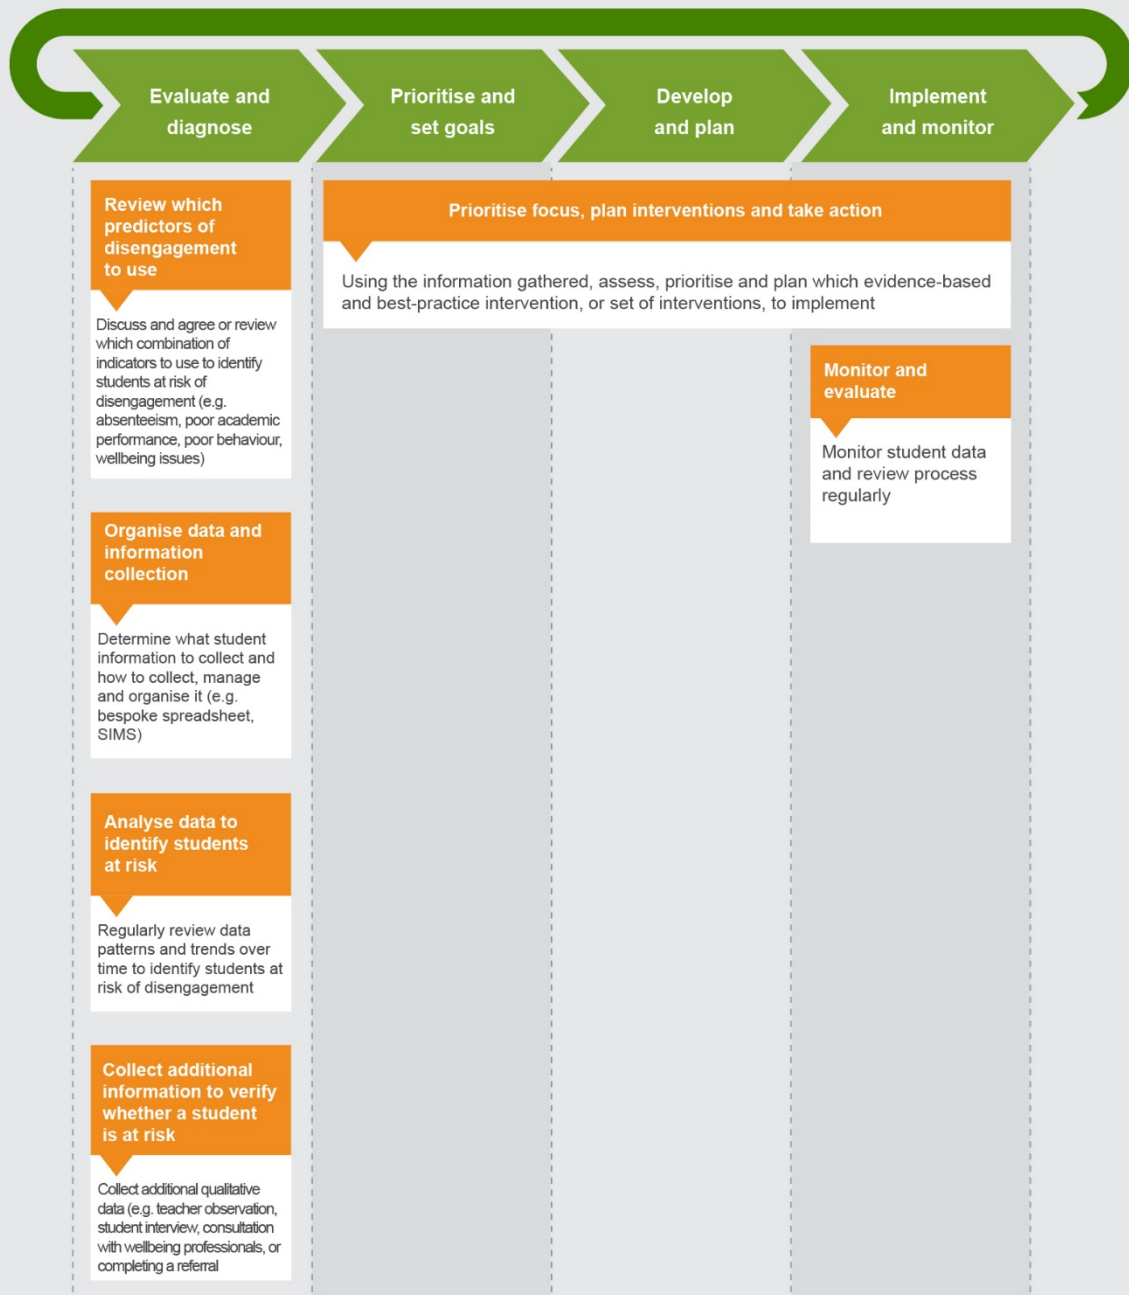 Evaluate and
diagnose
Prioritise and
set goals
Develop
and plan
Implement
and monitor
Review which
predictors of
disengagement
to use
Discuss and agree or review
which combination of
indicators to use to identify
students at risk of
disengagement (e.g.
absenteeism, poor academic
performance, poor behaviour,
wellbeing issues)
Organise data and
information
collection
Determine what student
information to collect and
how to collect, manage
and organise it (e.g.
bespoke spreadsheet,
SIMS)
Analyse data to
identify students
at risk
Regularly review data
patterns and trends over
time to identify students at
risk of disengagement
Collect additional
information to verify
whether a student
is at risk
Collect additional qualitative
data (e.g. teacher observation,
student interview, consultation
with wellbeing professionals, or
completing a referral
Prioritise focus, plan interventions and take action
Using the information gathered, assess, prioritise and plan which evidence-based
and best-practice intervention, or set of interventions, to implement
Monitor and
evaluate
Monitor student data
and review process
regularly